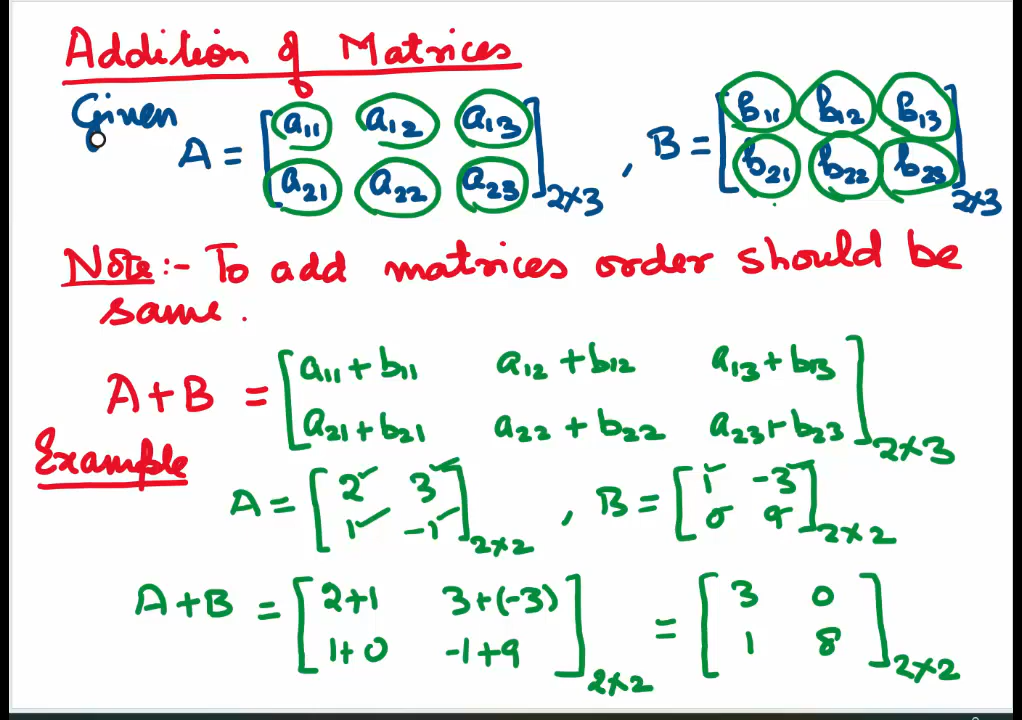 Addition of Matrices
Given
A = [ a11 a12 a13
a21 a22 a23 ]2×3 , B = [ b11 b12 b13
b21 b22 b23 ]2×3
Note :- To add matrices order should be
same.
A+B = [ a11+b11 a12+b12 a13+b13
a21+b21 a22+b22 a23+b23 ]2×3
Example
A = [ 2 3
1 -1 ]2×2 , B = [ 1 -3
0 9 ]2×2
A+B = [ 2+1 3+(-3)
1+0 -1+9 ]2×2 = [ 3 0
1 8 ]2×2